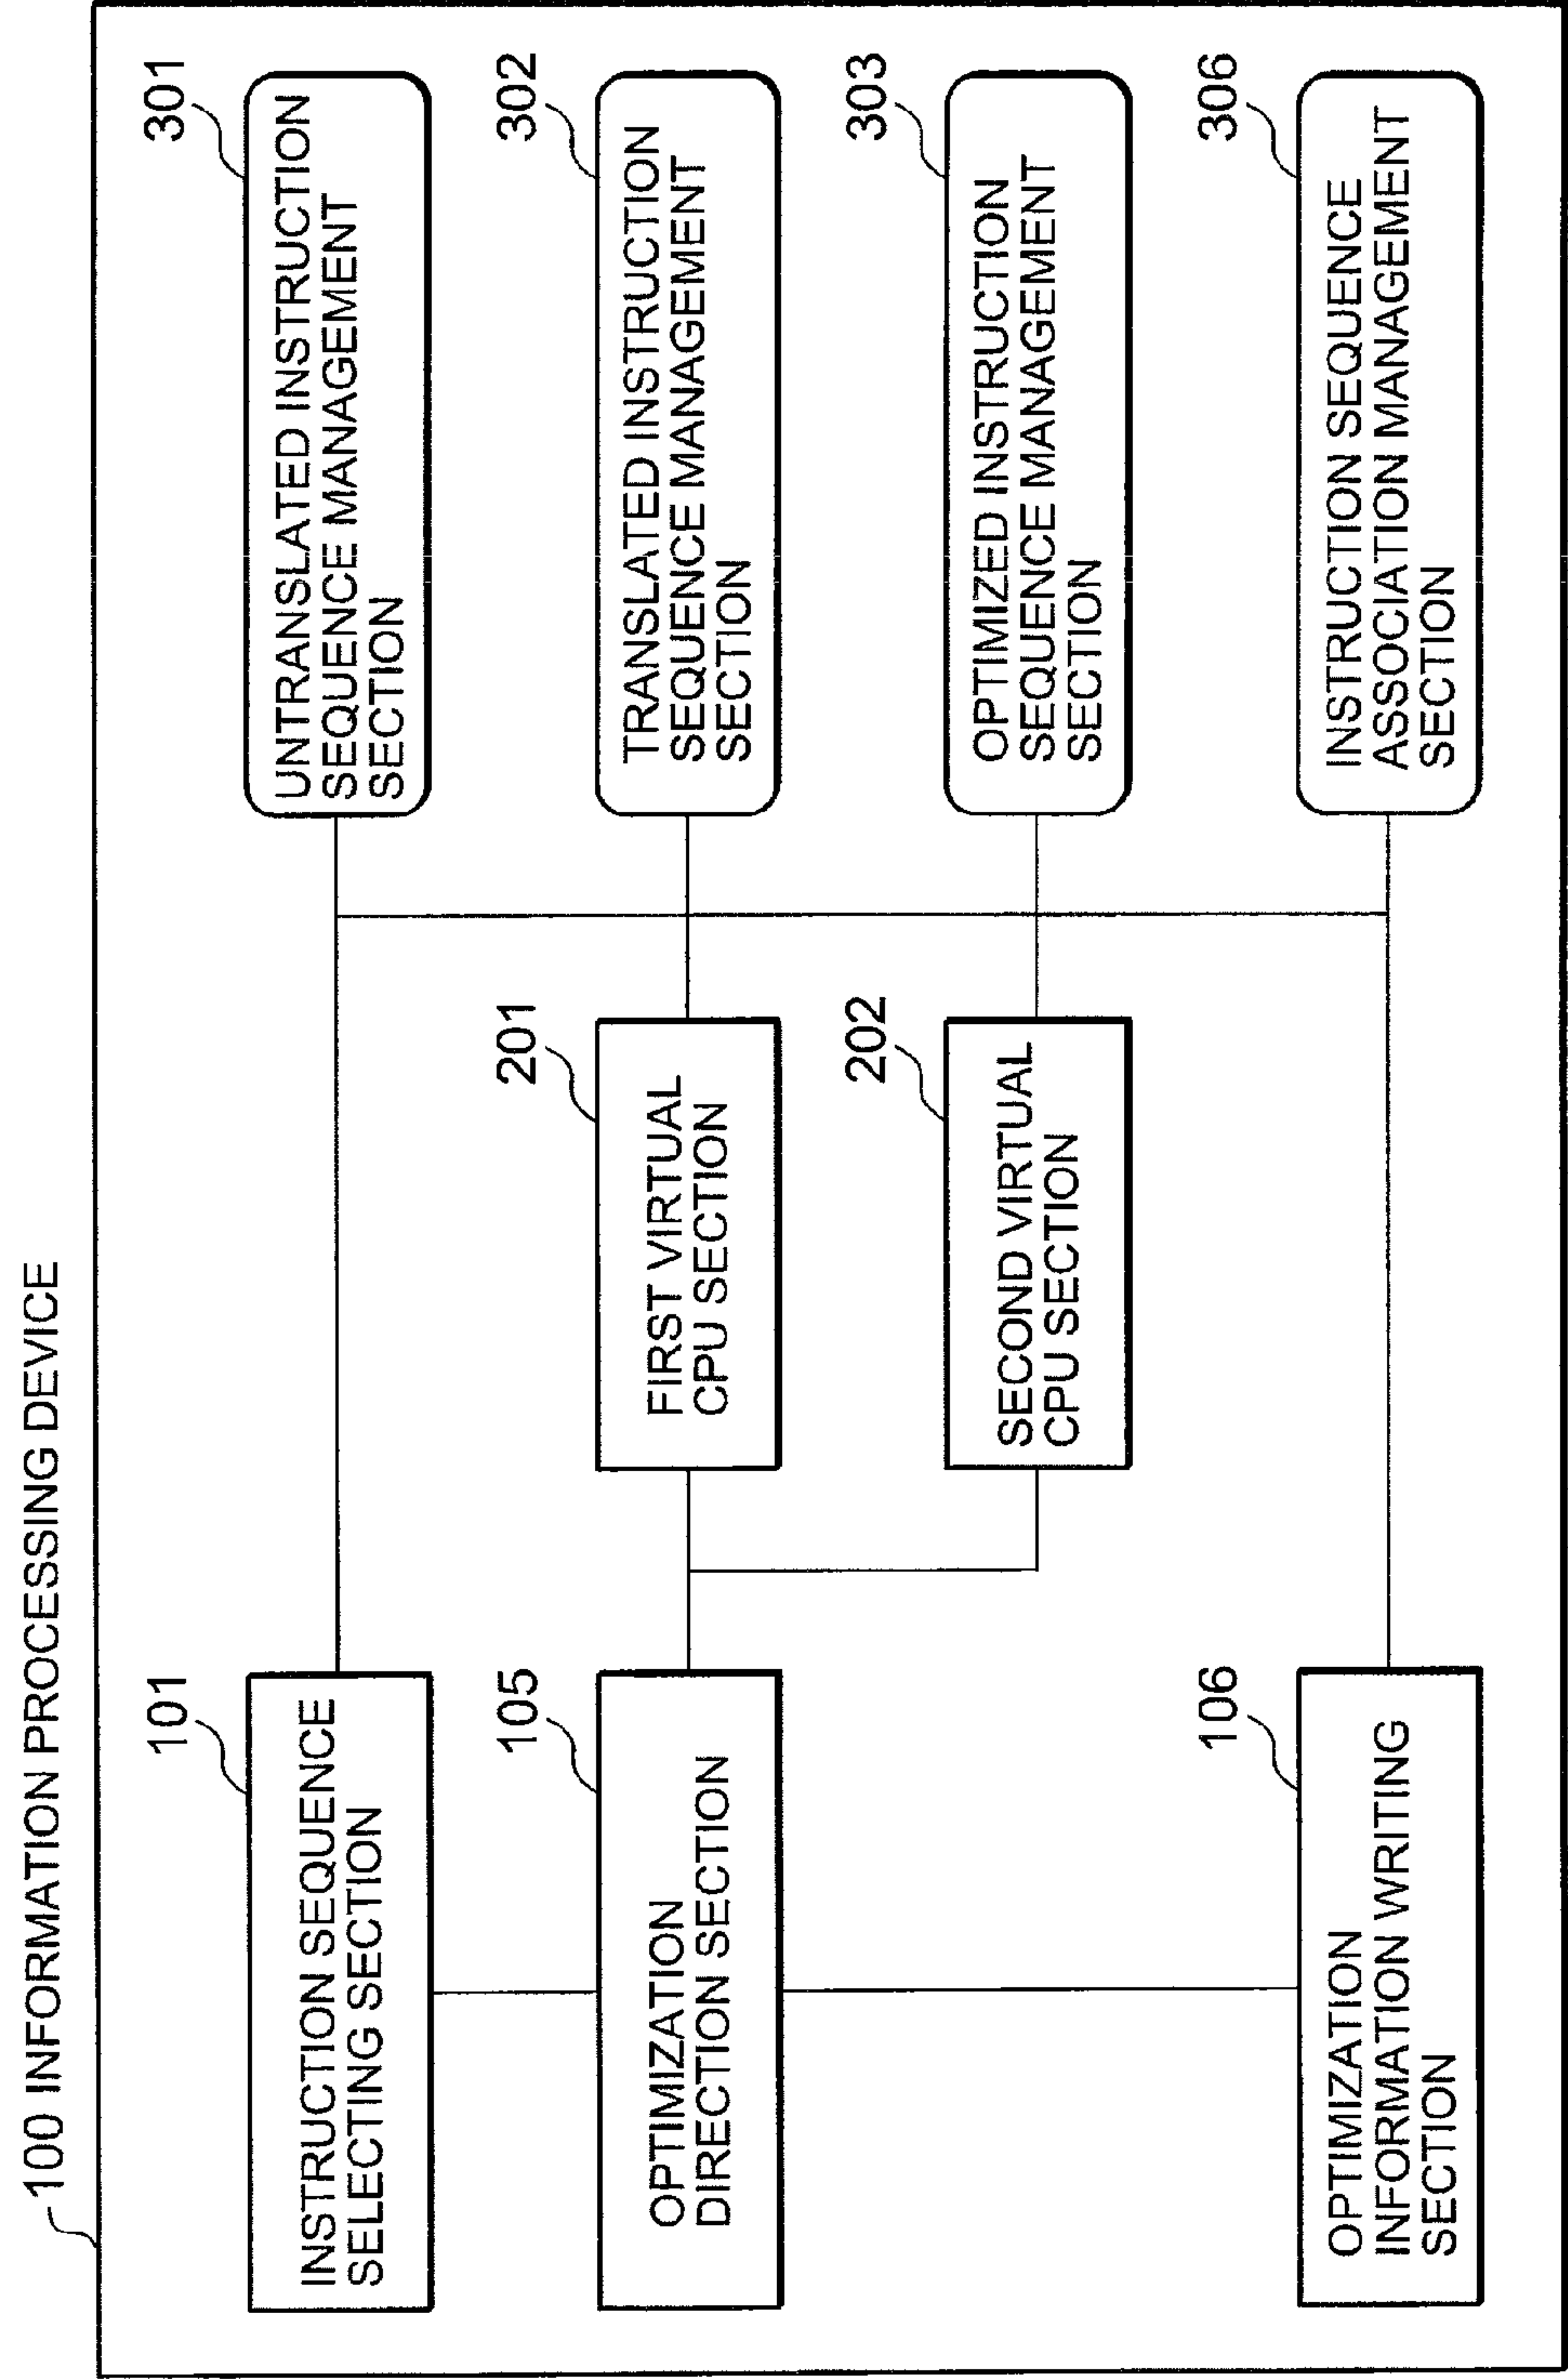 100 INFORMATION PROCESSING DEVICE
101
INSTRUCTION SEQUENCE
SELECTING SECTION
301
UNTRANSLATED INSTRUCTION
SEQUENCE MANAGEMENT
SECTION
105
OPTIMIZATION
DIRECTION SECTION
201
FIRST VIRTUAL
CPU SECTION
302
TRANSLATED INSTRUCTION
SEQUENCE MANAGEMENT
SECTION
202
SECOND VIRTUAL
CPU SECTION
303
OPTIMIZED INSTRUCTION
SEQUENCE MANAGEMENT
SECTION
106
OPTIMIZATION
INFORMATION WRITING
SECTION
306
INSTRUCTION SEQUENCE
ASSOCIATION MANAGEMENT
SECTION